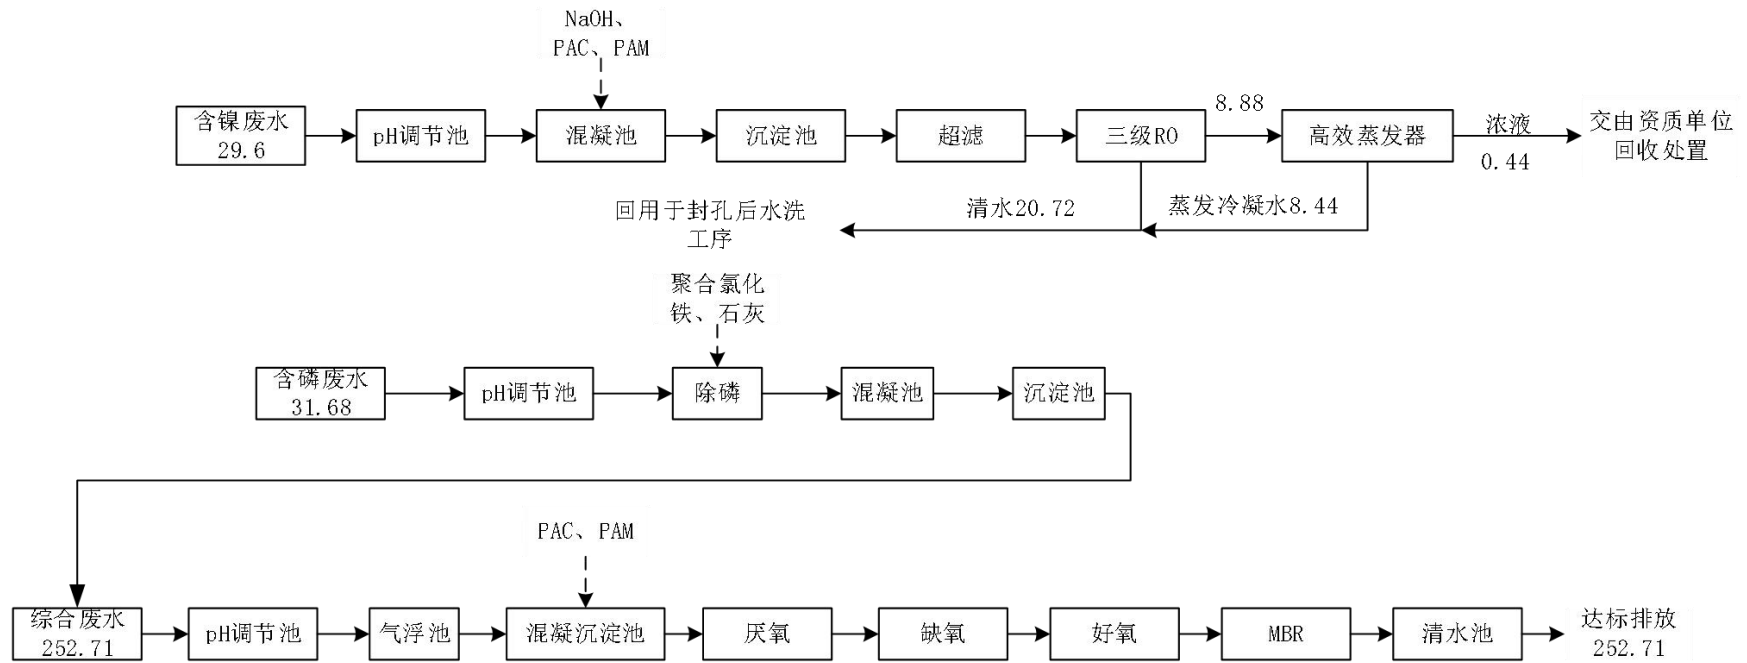 NaOH、
PAC、PAM
含镍废水
29.6
pH调节池
混凝池
沉淀池
超滤
三级RO
8.88
高效蒸发器
浓液
0.44
交由资质单位
回收处置
回用于封孔后水洗
工序
清水20.72
蒸发冷凝水8.44
聚合氯化
铁、石灰
含磷废水
31.68
pH调节池
除磷
混凝池
沉淀池
PAC、PAM
综合废水
252.71
pH调节池
气浮池
混凝沉淀池
厌氧
缺氧
好氧
MBR
清水池
达标排放
252.71